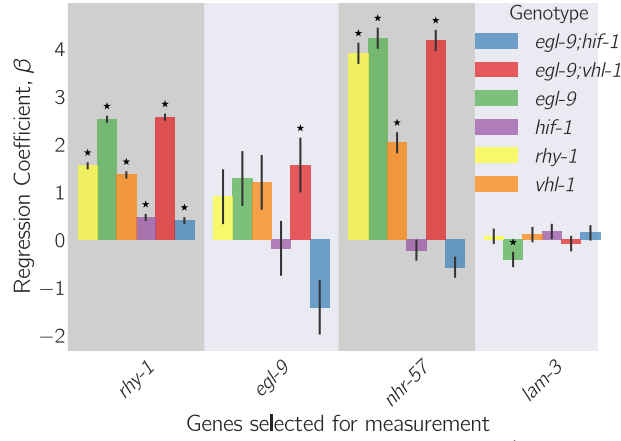 Genotype
egl-9;hif-1
egl-9;vhl-1
egl-9
hif-1
rhy-1
vhl-1
Regression Coefficient, β
4
3
2
1
0
−1
−2
rhy-1
egl-9
nhr-57
lam-3
Genes selected for measurement